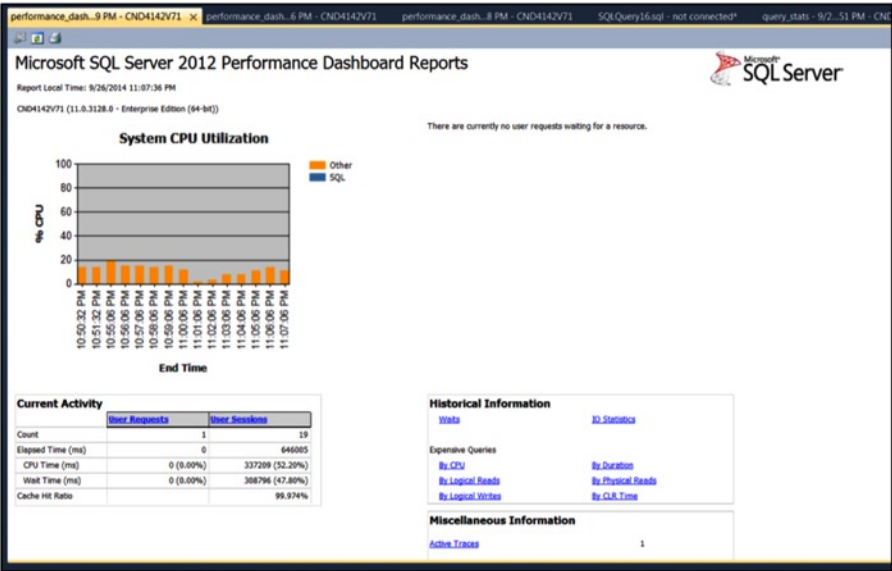 performance_dash...9 PM - CND4142V71 × performance_dash...6 PM - CND4142V71 performance_dash...8 PM - CND4142V71 SQLQuery16.sql - not connected* query_stats - 9/2...51 PM - CND
Microsoft SQL Server 2012 Performance Dashboard Reports
Microsoft®
SQL Server®
Report Local Time: 9/26/2014 11:07:36 PM
CND4142V71 (11.0.3128.0 - Enterprise Edition (64-bit))
There are currently no user requests waiting for a resource.
System CPU Utilization
Other
SQL
% CPU
100
80
60
40
20
0
10:50:32 PM
10:51:32 PM
10:55:06 PM
10:56:06 PM
10:57:06 PM
10:58:06 PM
10:59:06 PM
11:00:06 PM
11:01:06 PM
11:02:06 PM
11:03:06 PM
11:04:06 PM
11:05:06 PM
11:06:06 PM
11:07:06 PM
End Time
Current Activity
User Requests User Sessions
Count 1 19
Elapsed Time (ms) 0 646005
CPU Time (ms) 0 (0.00%) 337209 (52.20%)
Wait Time (ms) 0 (0.00%) 308796 (47.80%)
Cache Hit Ratio 99.974%
Historical Information
Waits IO Statistics
Expensive Queries
By CPU By Duration
By Logical Reads By Physical Reads
By Logical Writes By CLR Time
Miscellaneous Information
Active Traces 1